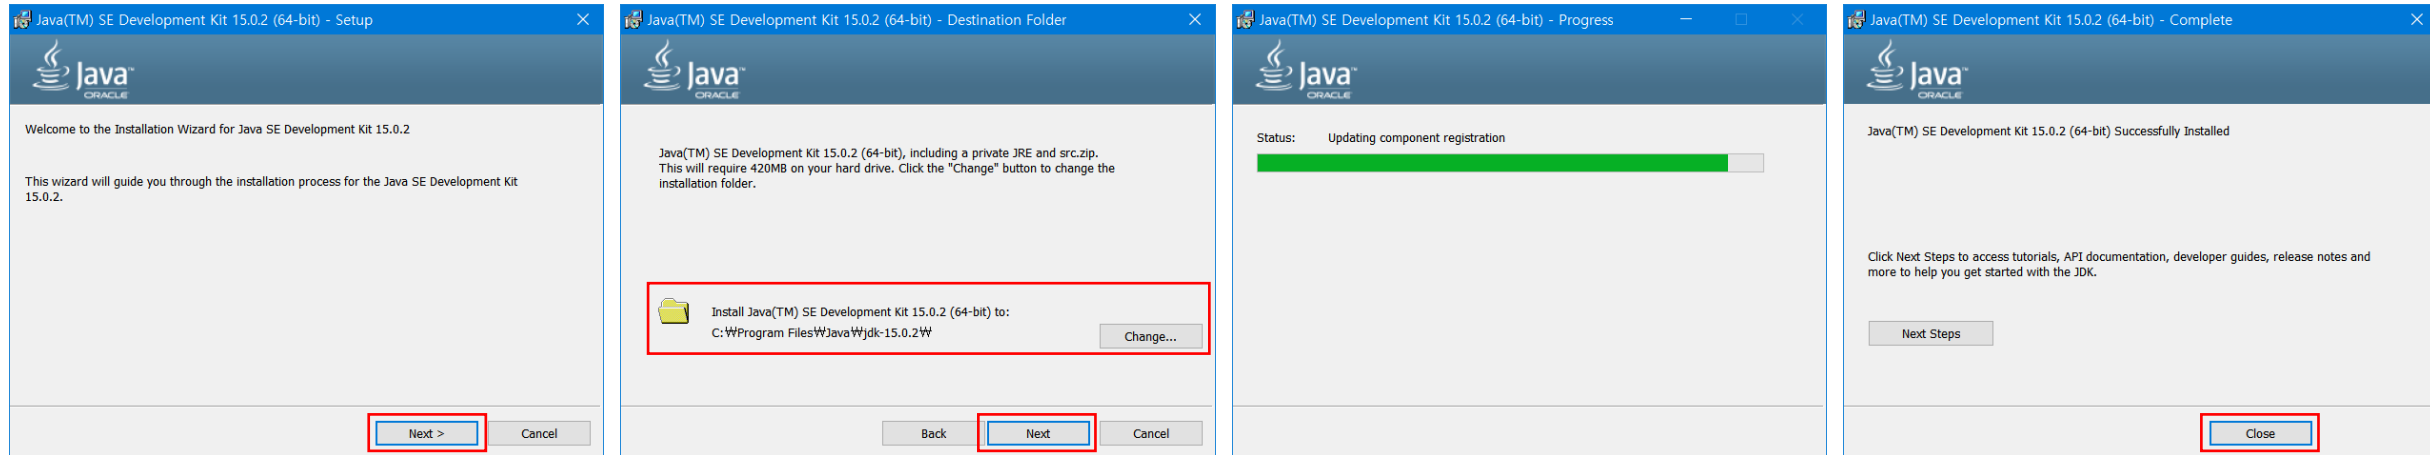 Java(TM) SE Development Kit 15.0.2 (64-bit) - Setup
Java™
ORACLE
Welcome to the Installation Wizard for Java SE Development Kit 15.0.2
This wizard will guide you through the installation process for the Java SE Development Kit
15.0.2.
Next >
Cancel
Java(TM) SE Development Kit 15.0.2 (64-bit) - Destination Folder
Java™
ORACLE
Java(TM) SE Development Kit 15.0.2 (64-bit), including a private JRE and src.zip.
This will require 420MB on your hard drive. Click the "Change" button to change the
installation folder.
Install Java(TM) SE Development Kit 15.0.2 (64-bit) to:
C:₩Program Files₩Java₩jdk-15.0.2₩
Change...
Back
Next
Cancel
Java(TM) SE Development Kit 15.0.2 (64-bit) - Progress
Java™
ORACLE
Status: Updating component registration
Java(TM) SE Development Kit 15.0.2 (64-bit) - Complete
Java™
ORACLE
Java(TM) SE Development Kit 15.0.2 (64-bit) Successfully Installed
Click Next Steps to access tutorials, API documentation, developer guides, release notes and
more to help you get started with the JDK.
Next Steps
Close